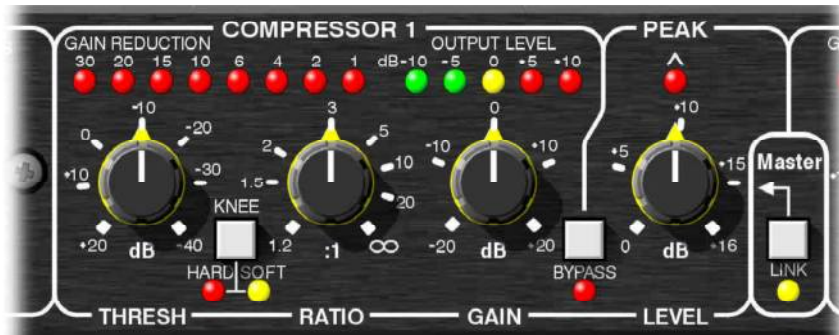 COMPRESSOR 1 PEAK
GAIN REDUCTION OUTPUT LEVEL
30 20 15 10 6 4 2 1 dB-10 -5 0 +5 +10
-10 3 0 +10
0 -20 2 5 -10 +10 +5 +15 Master
+10 -30 1.5 10
20
KNEE
+20 dB -40 1.2 :1 ∞ -20 dB +20 0 dB +16
HARD SOFT BYPASS LiNK
THRESH RATIO GAIN LEVEL